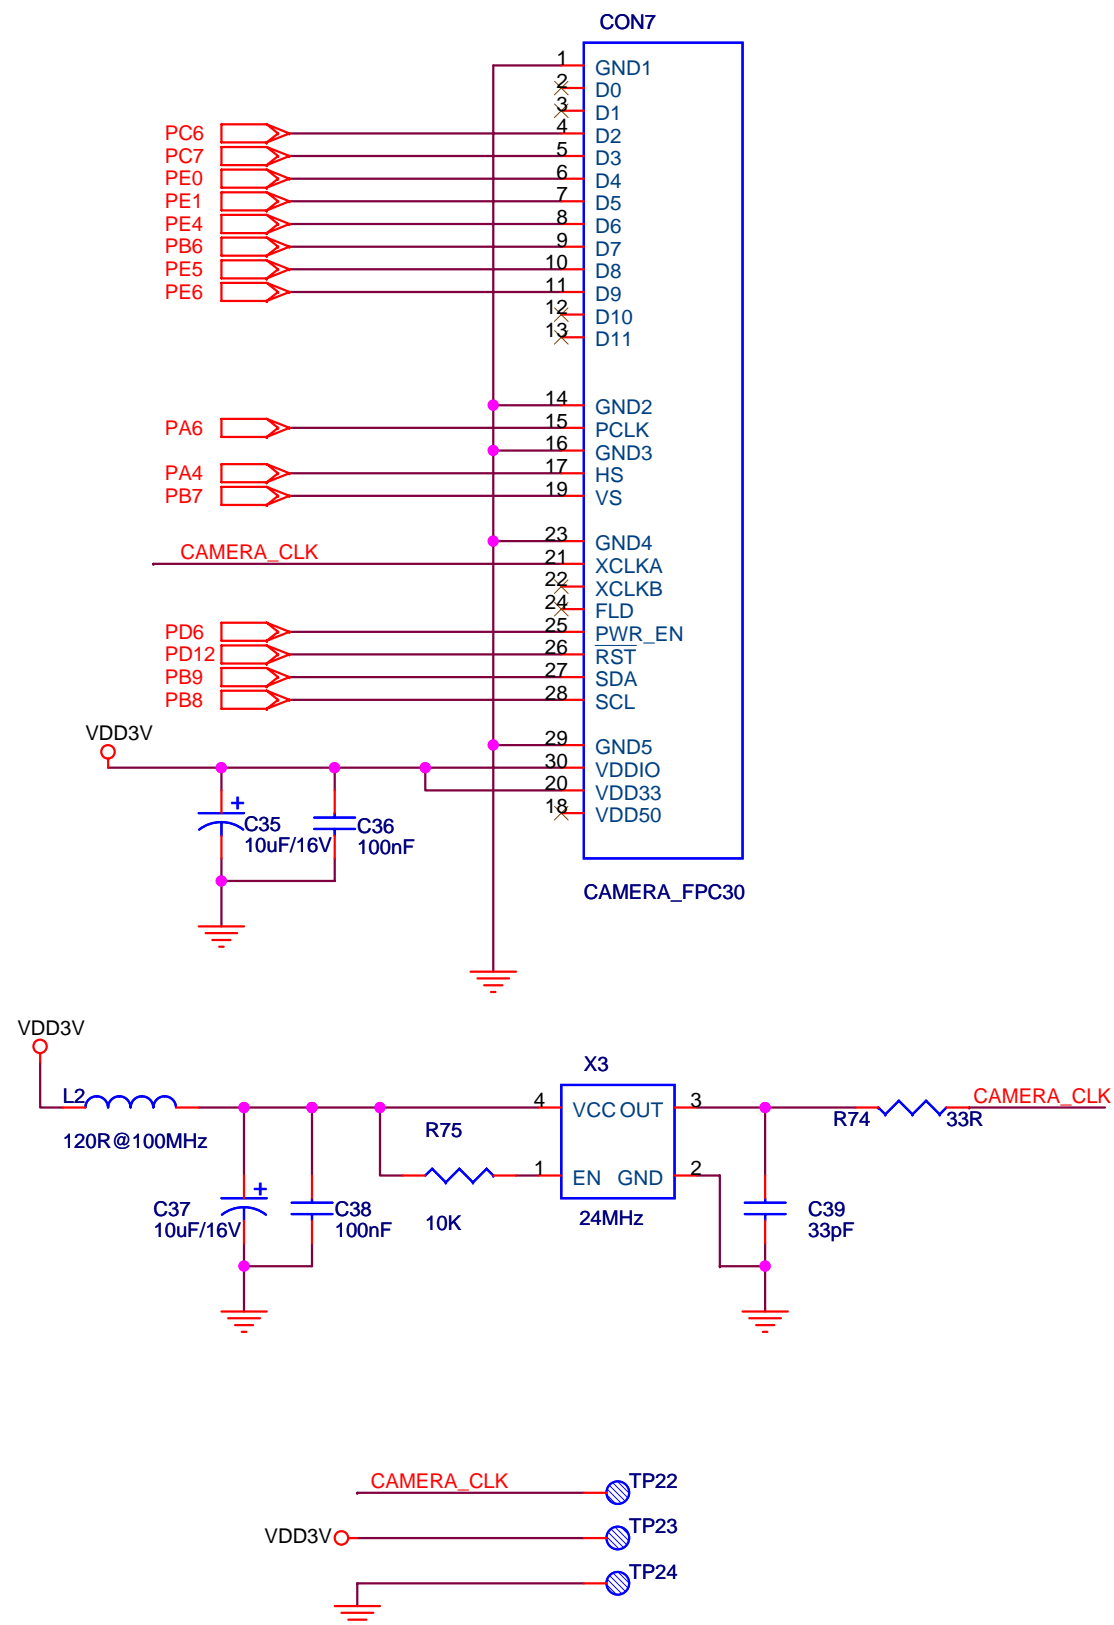 CON7
1 GND1
2 D0
3 D1
PC6 4 D2
PC7 5 D3
PE0 6 D4
PE1 7 D5
PE4 8 D6
PB6 9 D7
PE5 10 D8
PE6 11 D9
12 D10
13 D11
14 GND2
PA6 15 PCLK
16 GND3
PA4 17 HS
PB7 19 VS
23 GND4
CAMERA_CLK 21 XCLKA
22 XCLKB
24 FLD
PD6 25 PWR_EN
PD12 26 RST
PB9 27 SDA
PB8 28 SCL
VDD3V
29 GND5
30 VDDIO
20 VDD33
18 VDD50
+
C35
10uF/16V
C36
100nF
CAMERA_FPC30
VDD3V
L2
120R@100MHz
X3
4 VCC OUT 3
1 EN GND 2
24MHz
R75
10K
R74 33R
CAMERA_CLK
+
C37
10uF/16V
C38
100nF
C39
33pF
CAMERA_CLK TP22
VDD3V TP23
TP24